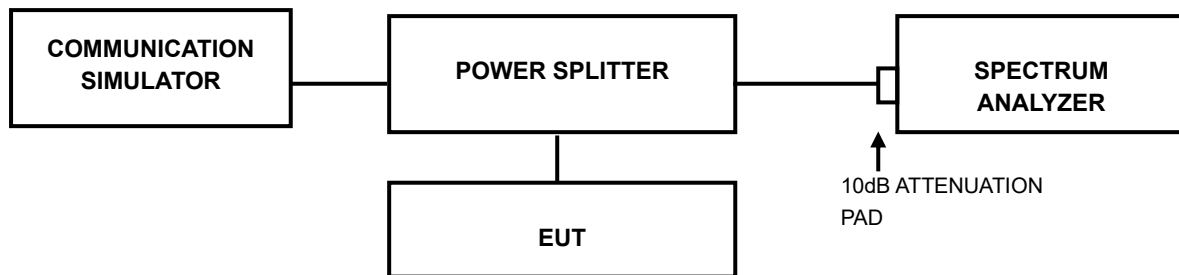 COMMUNICATION
SIMULATOR
POWER SPLITTER
SPECTRUM
ANALYZER
10dB ATTENUATION
PAD
EUT